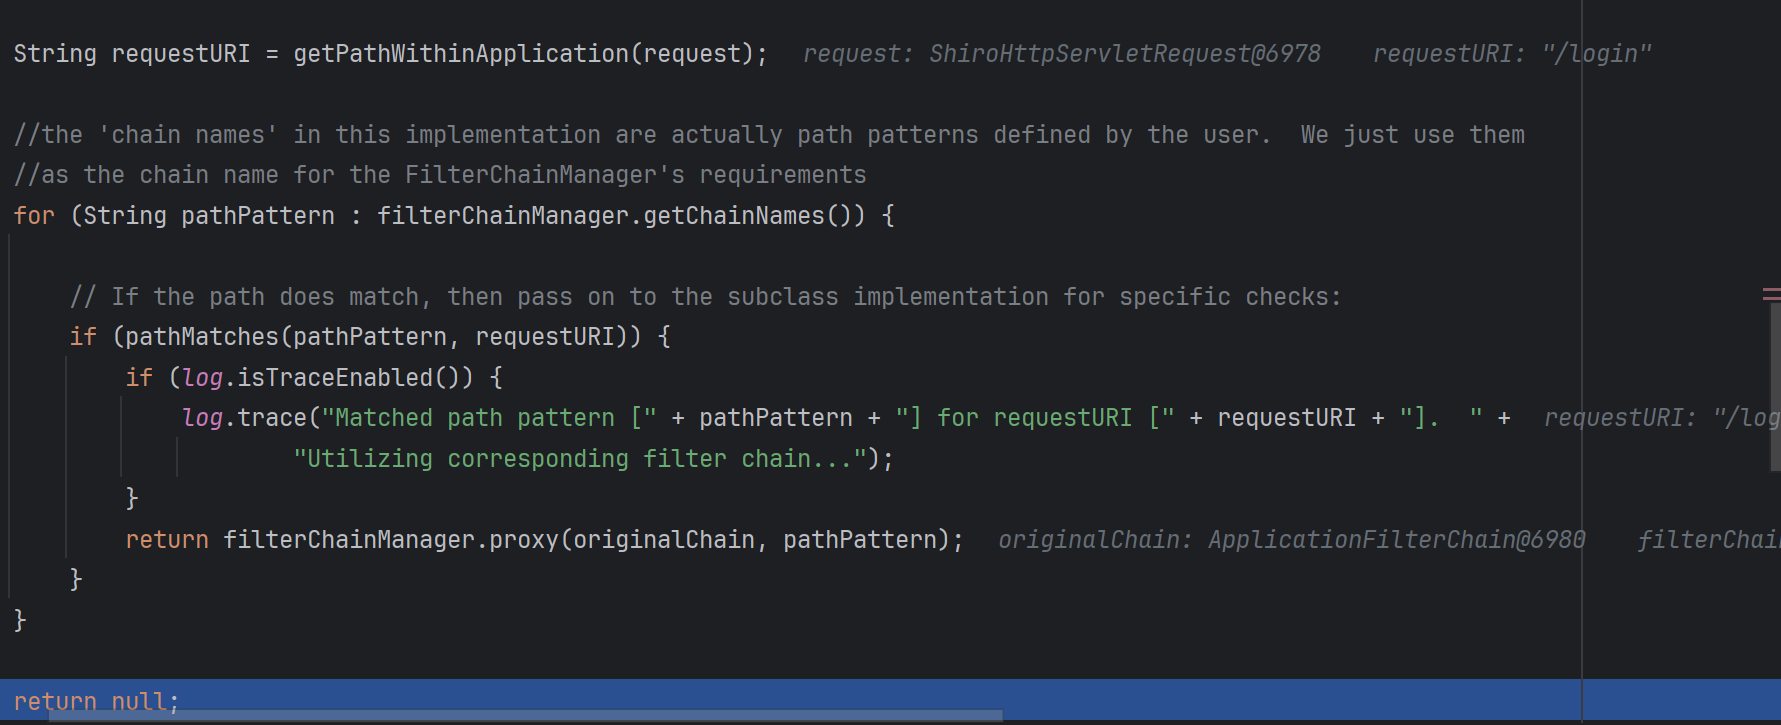 String requestURI = getPathWithinApplication(request);   request: ShiroHttpServletRequest@6978    requestURI: "/login"
//the 'chain names' in this implementation are actually path patterns defined by the user.  We just use them
//as the chain name for the FilterChainManager's requirements
for (String pathPattern : filterChainManager.getChainNames()) {
    // If the path does match, then pass on to the subclass implementation for specific checks:
    if (pathMatches(pathPattern, requestURI)) {
        if (log.isTraceEnabled()) {
            log.trace("Matched path pattern [" + pathPattern + "] for requestURI [" + requestURI + "].  " +   requestURI: "/log
                    "Utilizing corresponding filter chain...");
        }
        return filterChainManager.proxy(originalChain, pathPattern);   originalChain: ApplicationFilterChain@6980    filterChai
    }
}
return null;